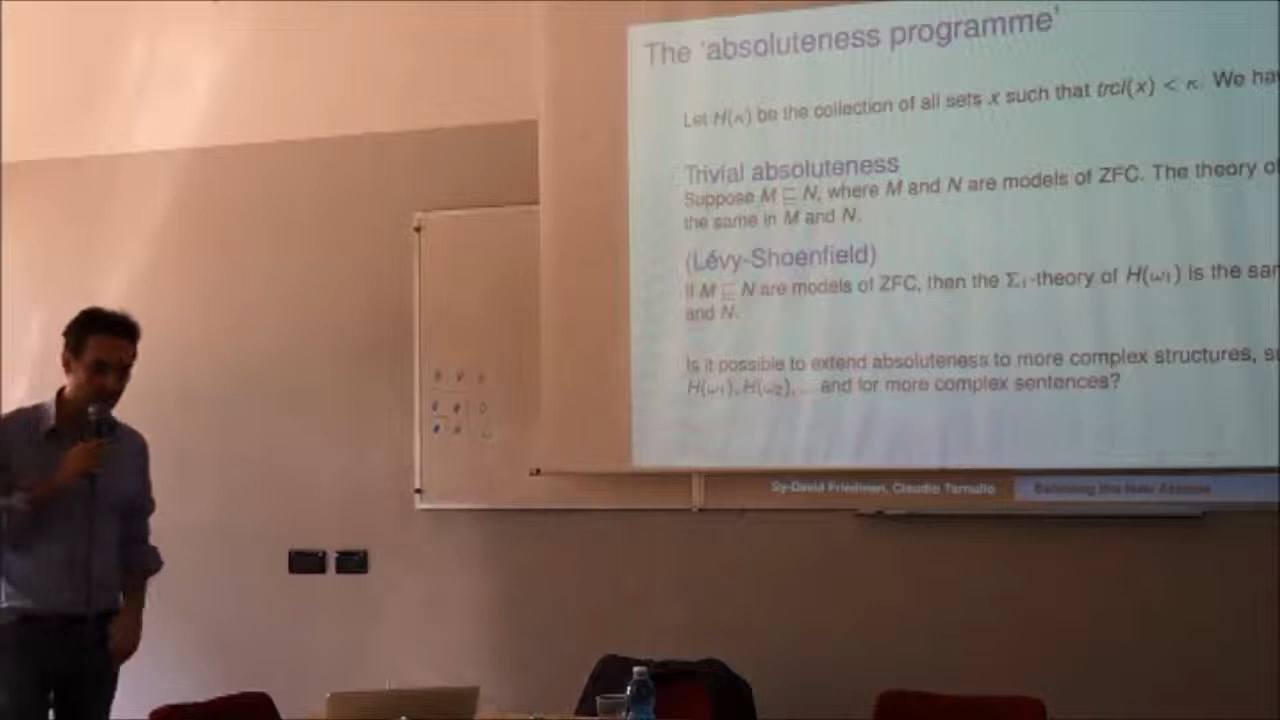 The 'absoluteness programme'
Let H(κ) be the collection of all sets x such that trcl(x) < κ. We ha
Trivial absoluteness
Suppose M ⊑ N, where M and N are models of ZFC. The theory o
the same in M and N.
(Lévy-Shoenfield)
If M ⊑ N are models of ZFC, then the Σ₁-theory of H(ω₁) is the sa
and N.
Is it possible to extend absoluteness to more complex structures, s
H(ω₁), H(ω₂), ... and for more complex sentences?
Sy-David Friedman, Claudio Ternullo
the New Axioms